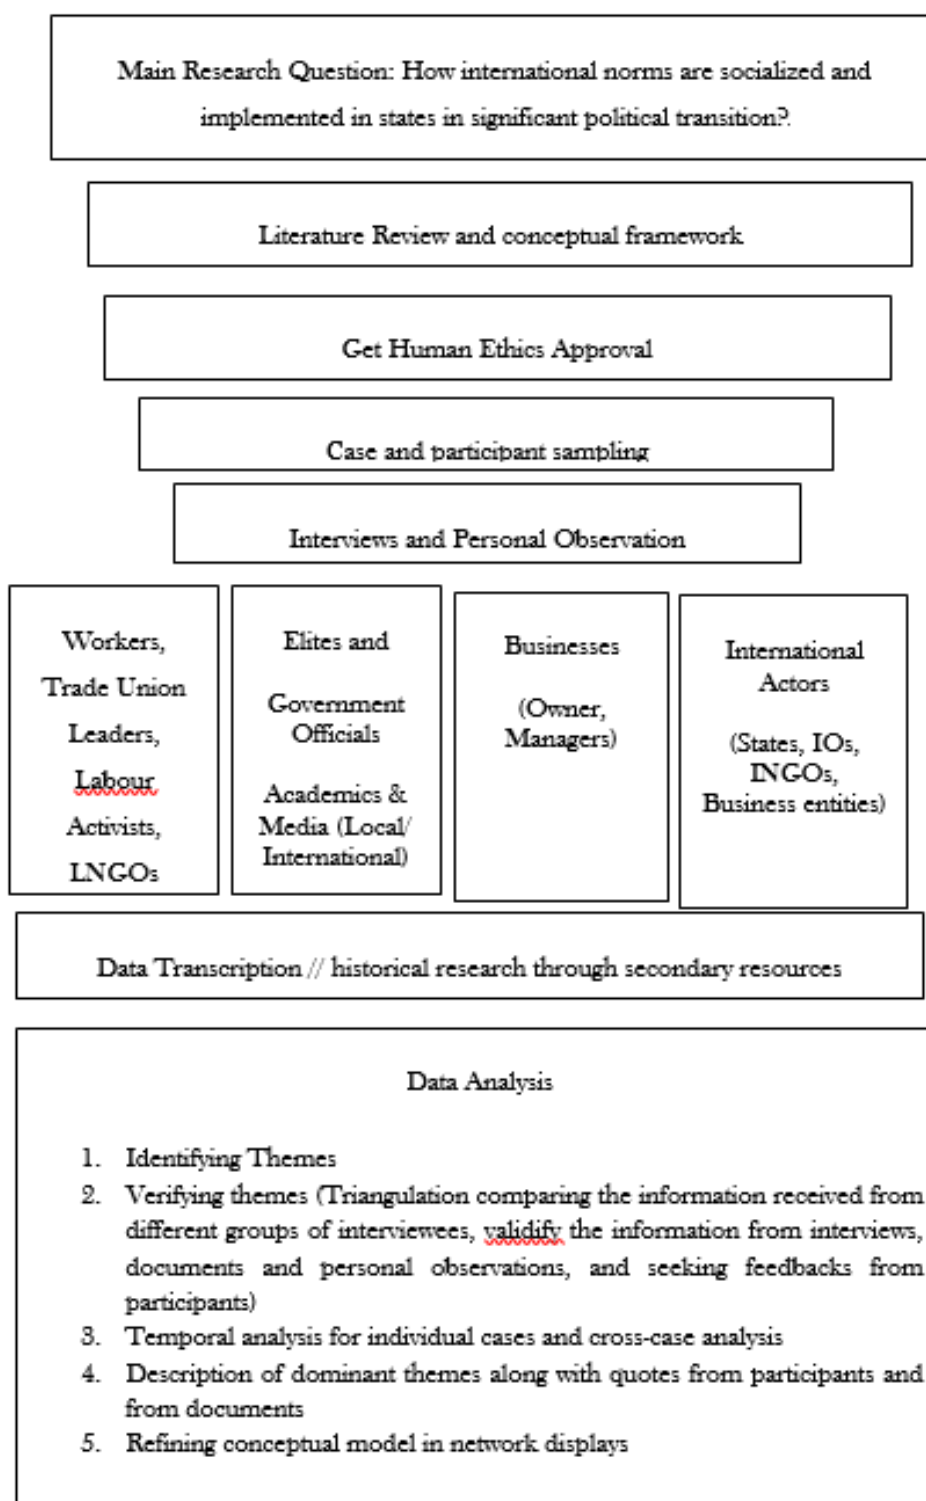 Main Research Question: How international norms are socialized and
implemented in states in significant political transition?.
Literature Review and conceptual framework
Get Human Ethics Approval
Case and participant sampling
Interviews and Personal Observation
Workers,
Trade Union
Leaders,
Labour
Activists,
LNGOs
Elites and
Government
Officials
Academics &
Media (Local/
International)
Businesses
(Owner,
Managers)
International
Actors
(States, IOs,
INGOs,
Business entities)
Data Transcription // historical research through secondary resources
Data Analysis
1. Identifying Themes
2. Verifying themes (Triangulation comparing the information received from
different groups of interviewees, validify the information from interviews,
documents and personal observations, and seeking feedbacks from
participants)
3. Temporal analysis for individual cases and cross-case analysis
4. Description of dominant themes along with quotes from participants and
from documents
5. Refining conceptual model in network displays